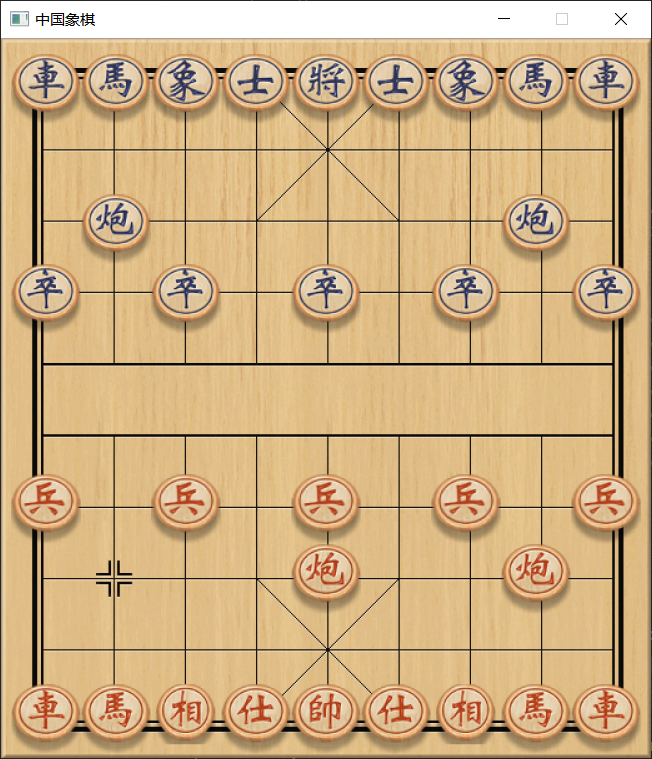 中国象棋
車馬象士將士象馬車
炮炮
卒卒卒卒卒
兵兵兵兵兵
炮炮
車馬相仕帥仕相馬車